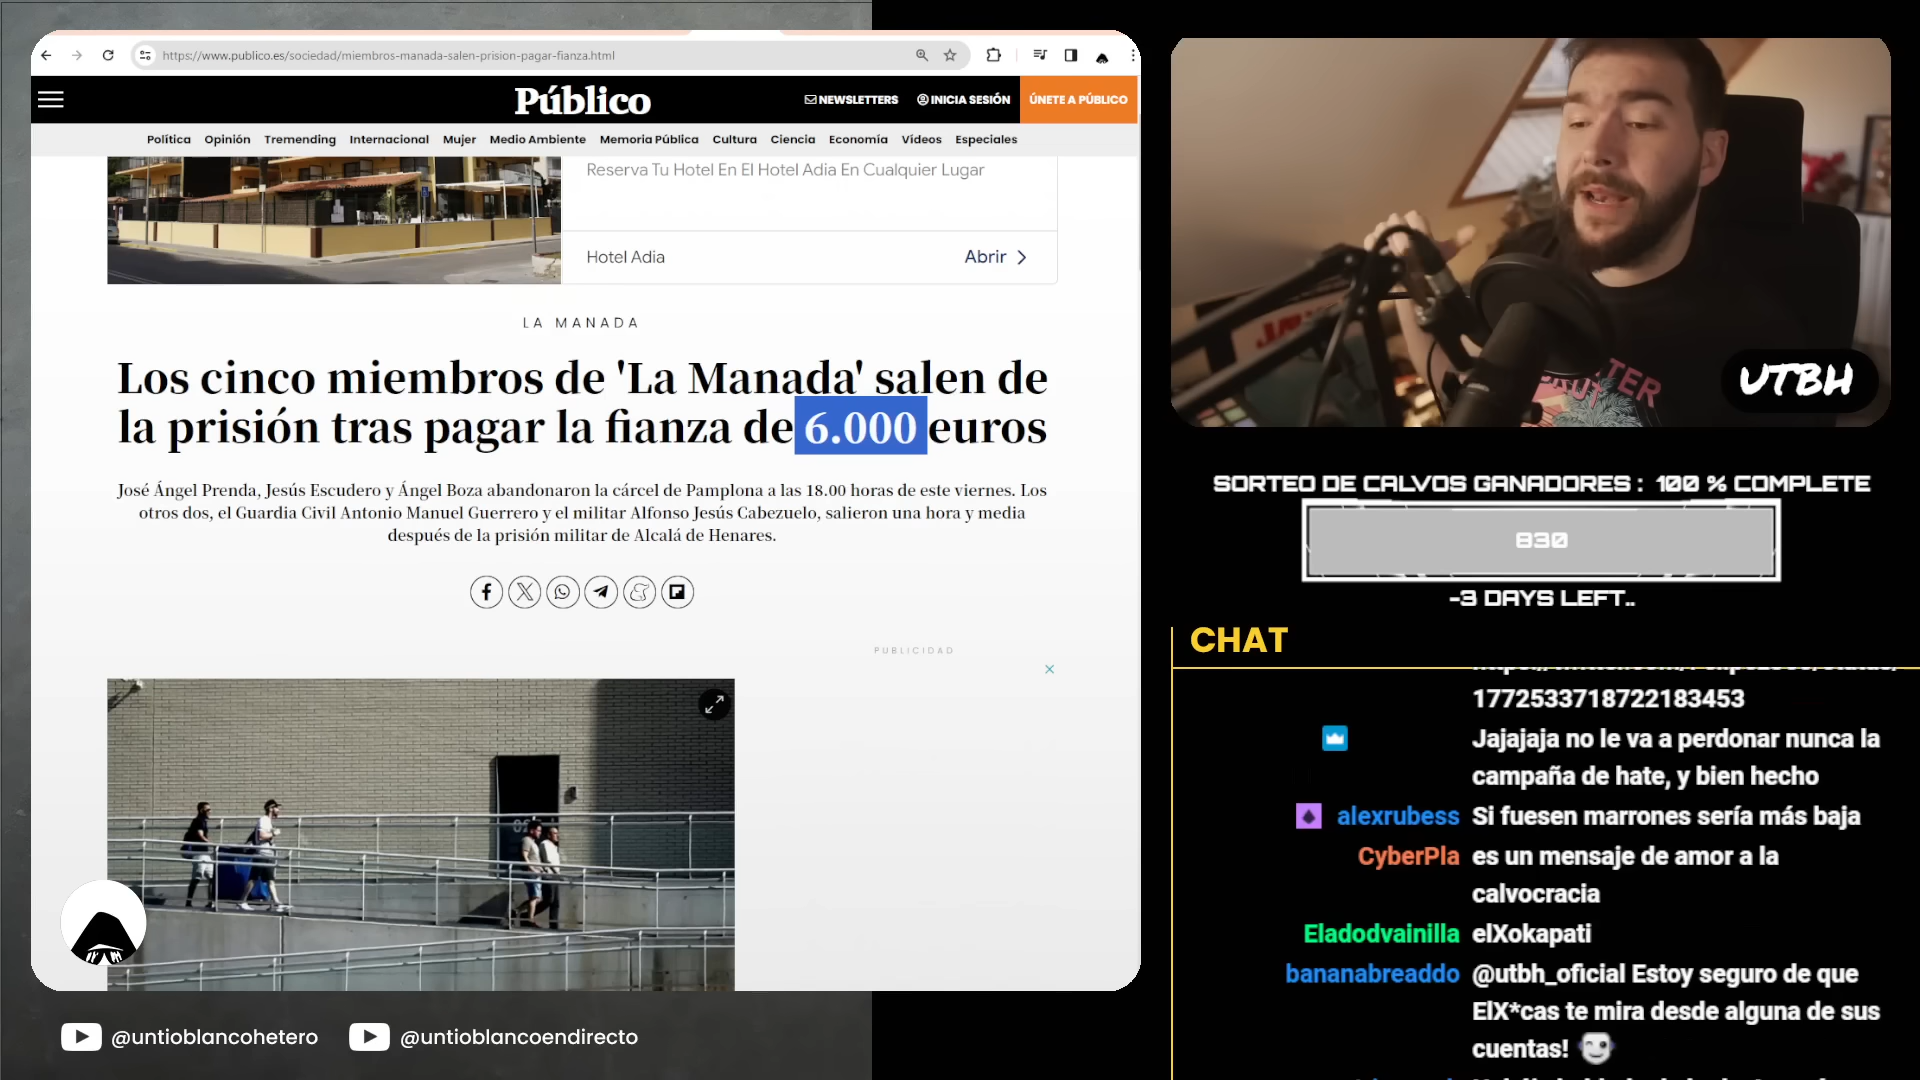 https://www.publico.es/sociedad/miembros-manada-salen-prision-pagar-fianza.html
Público
NEWSLETTERS
INICIA SESIÓN
ÚNETE A PÚBLICO
Política Opinión Tremending Internacional Mujer Medio Ambiente Memoria Pública Cultura Ciencia Economía Vídeos Especiales
Reserva Tu Hotel En El Hotel Adia En Cualquier Lugar
Hotel Adia
Abrir
LA MANADA
Los cinco miembros de 'La Manada' salen de
la prisión tras pagar la fianza de 6.000 euros
José Ángel Prenda, Jesús Escudero y Ángel Boza abandonaron la cárcel de Pamplona a las 18.00 horas de este viernes. Los
otros dos, el Guardia Civil Antonio Manuel Guerrero y el militar Alfonso Jesús Cabezuelo, salieron una hora y media
después de la prisión militar de Alcalá de Henares.
PUBLICIDAD
@untioblancohetero
@untioblancoendirecto
UTBH
SORTEO DE CALVOS GANADORES : 100 % COMPLETE
830
-3 DAYS LEFT..
CHAT
1772533718722183453
Jajajaja no le va a perdonar nunca la
campaña de hate, y bien hecho
alexrubess Si fuesen marrones sería más baja
CyberPla es un mensaje de amor a la
calvocracia
Eladodvainilla elXokapati
bananabreaddo @utbh_oficial Estoy seguro de que
ElX*cas te mira desde alguna de sus
cuentas!